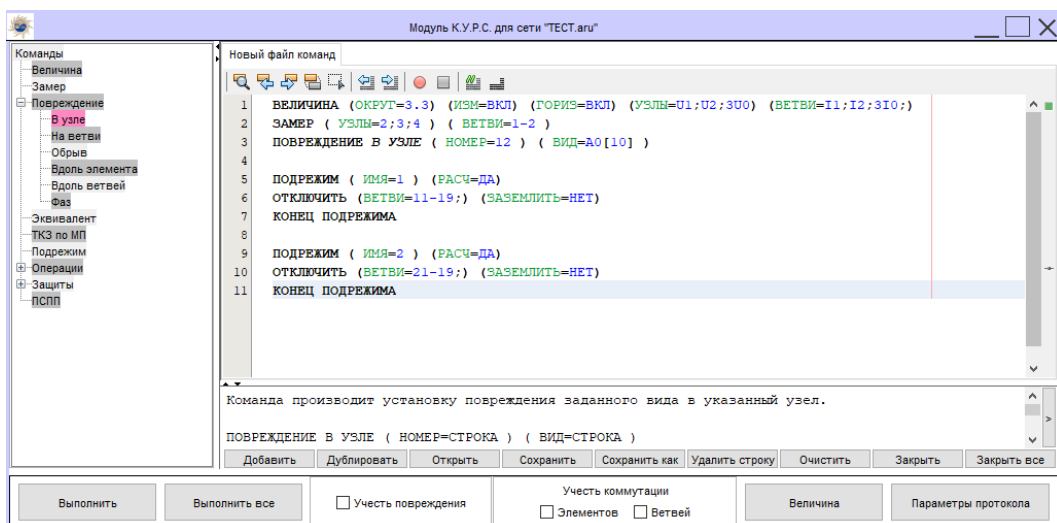 Модуль К.У.Р.С. для сети "ТЕСТ.aru"
Команды
Величина
Замер
Повреждение
В узле
На ветви
Обрыв
Вдоль элемента
Вдоль ветвей
Фаз
Эквивалент
ТКЗ по МП
Подрежим
Операции
Защиты
ПСПП
Новый файл команд
1 ВЕЛИЧИНА (ОКРУГ=3.3) (ИЗМ=ВКЛ) (ГОРИЗ=ВКЛ) (УЗЛЫ=U1;U2;3U0) (ВЕТВИ=I1;I2;3I0;)
2 ЗАМЕР ( УЗЛЫ=2;3;4 ) ( ВЕТВИ=1-2 )
3 ПОВРЕЖДЕНИЕ В УЗЛЕ ( НОМЕР=12 ) ( ВИД=А0[10] )
4
5 ПОДРЕЖИМ ( ИМЯ=1 ) (РАСЧ=ДА)
6 ОТКЛЮЧИТЬ (ВЕТВИ=11-19;) (ЗАЗЕМЛИТЬ=НЕТ)
7 КОНЕЦ ПОДРЕЖИМА
8
9 ПОДРЕЖИМ ( ИМЯ=2 ) (РАСЧ=ДА)
10 ОТКЛЮЧИТЬ (ВЕТВИ=21-19;) (ЗАЗЕМЛИТЬ=НЕТ)
11 КОНЕЦ ПОДРЕЖИМА
Команда производит установку повреждения заданного вида в указанный узел.
ПОВРЕЖДЕНИЕ В УЗЛЕ ( НОМЕР=СТРОКА ) ( ВИД=СТРОКА )
Добавить Дублировать Открыть Сохранить Сохранить как Удалить строку Очистить Закрыть Закрыть все
Выполнить Выполнить все Учесть повреждения
Учесть коммутации
Элементов Ветвей
Величина Параметры протокола